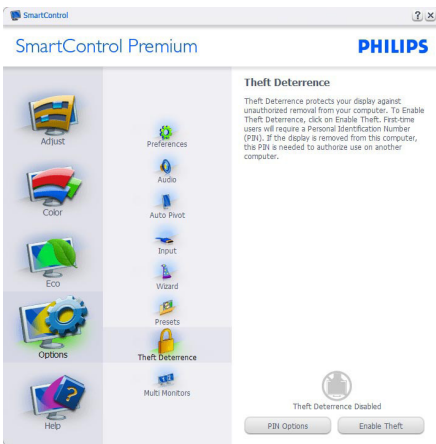 SmartControl
SmartControl Premium
PHILIPS
Adjust
Color
Eco
Options
Help
Preferences
Audio
Auto Pivot
Input
Wizard
Presets
Theft Deterrence
Multi Monitors
Theft Deterrence
Theft Deterrence protects your display against
unauthorized removal from your computer. To Enable
Theft Deterrence, click on Enable Theft. First-time
users will require a Personal Identification Number
(PIN). If the display is removed from this computer,
this PIN is needed to authorize use on another
computer.
Theft Deterrence Disabled
PIN Options
Enable Theft